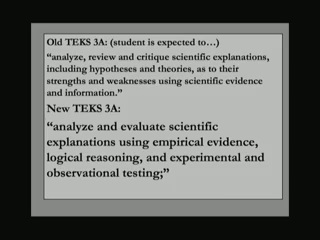 Old TEKS 3A: (student is expected to…)
“analyze, review and critique scientific explanations,
including hypotheses and theories, as to their
strengths and weaknesses using scientific evidence
and information.”
New TEKS 3A:
“analyze and evaluate scientific
explanations using empirical evidence,
logical reasoning, and experimental and
observational testing;”